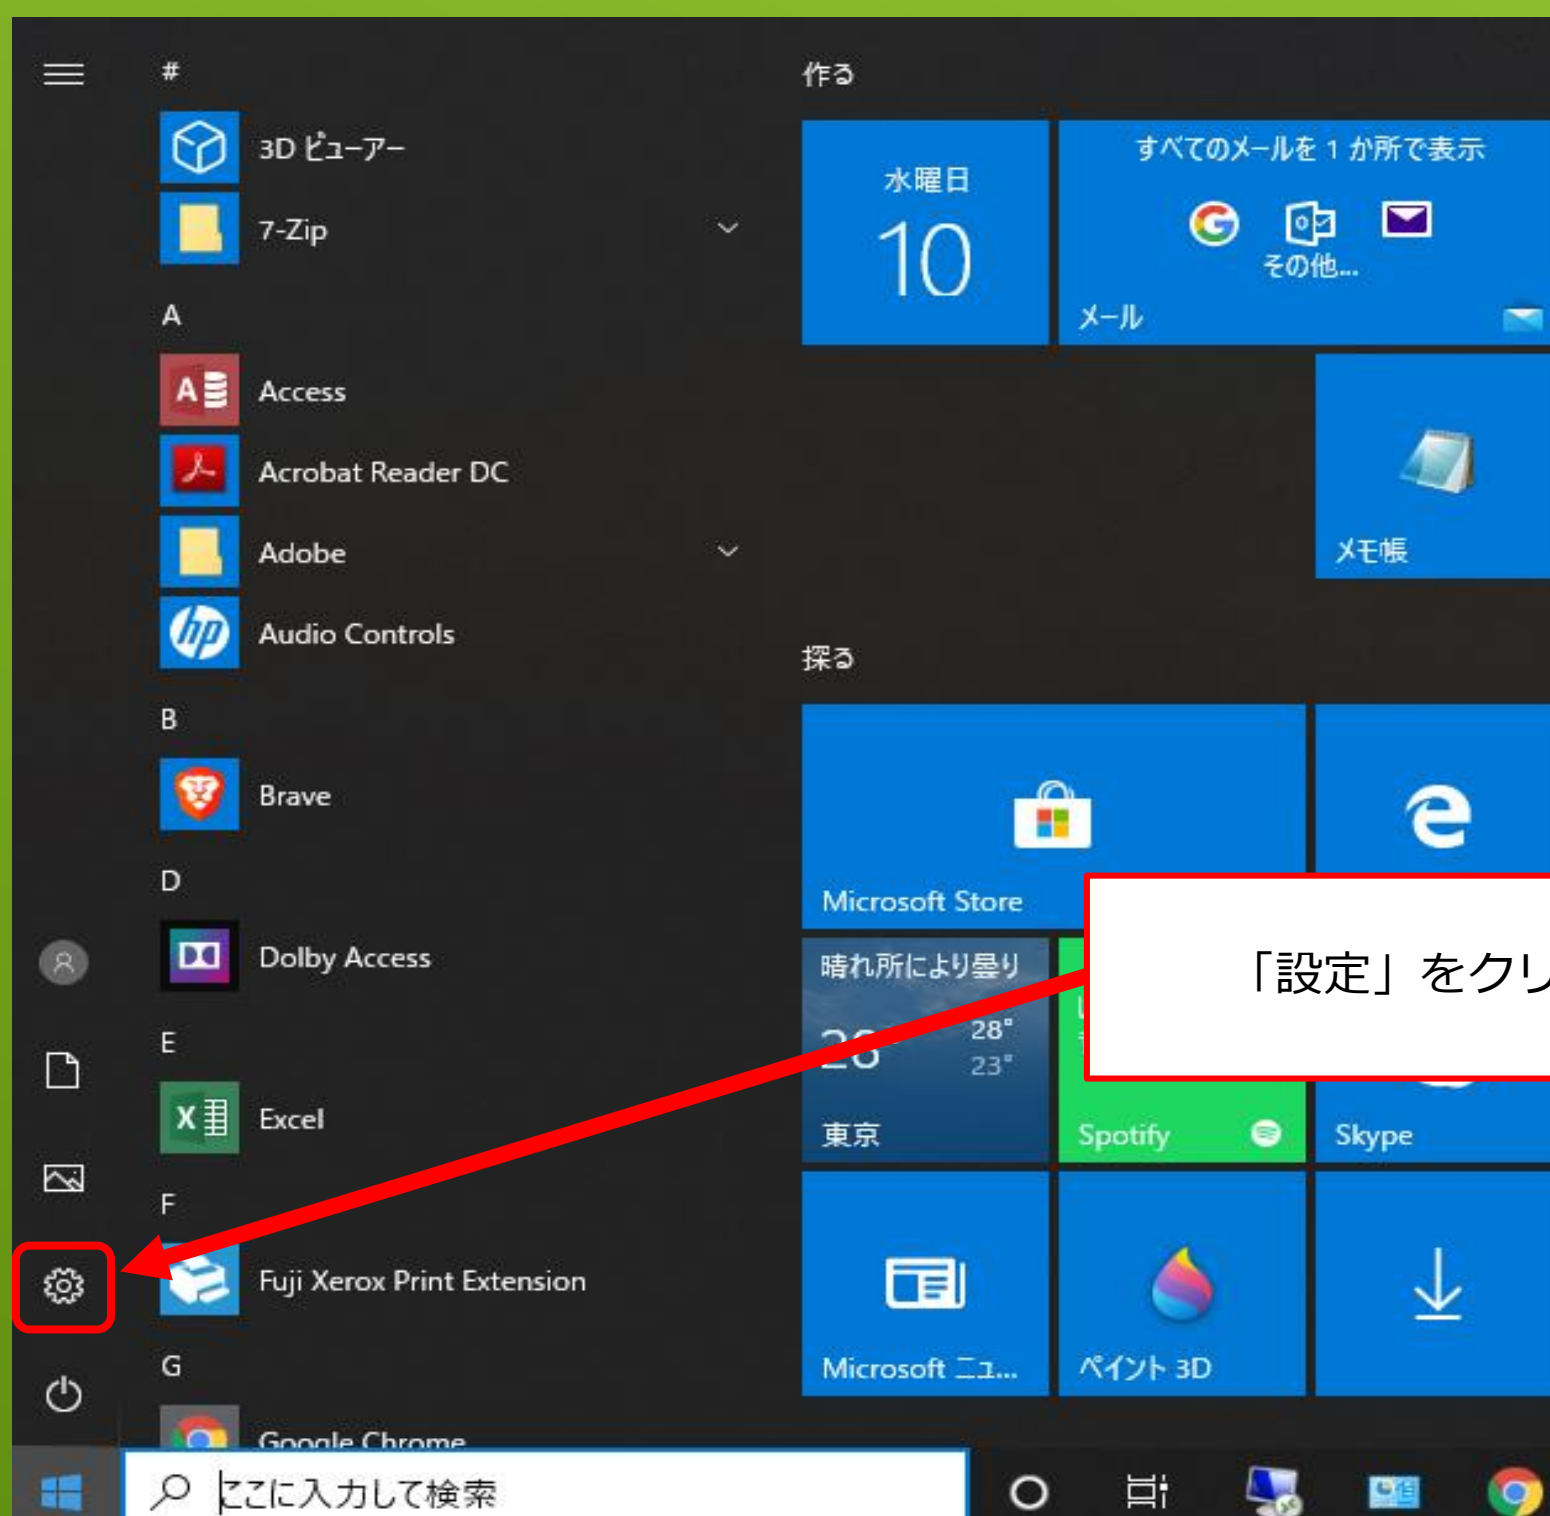 #
3D ビューアー
7-Zip
A
Access
Acrobat Reader DC
Adobe
Audio Controls
B
Brave
D
Dolby Access
E
Excel
F
Fuji Xerox Print Extension
G
Google Chrome
作る
水曜日
10
すべてのメールを 1 か所で表示
その他...
メール
メモ帳
探る
Microsoft Store
晴れ所により曇り
28°
23°
東京
Spotify
Skype
Microsoft ニュ...
ペイント 3D
「設定」をクリ
ここに入力して検索